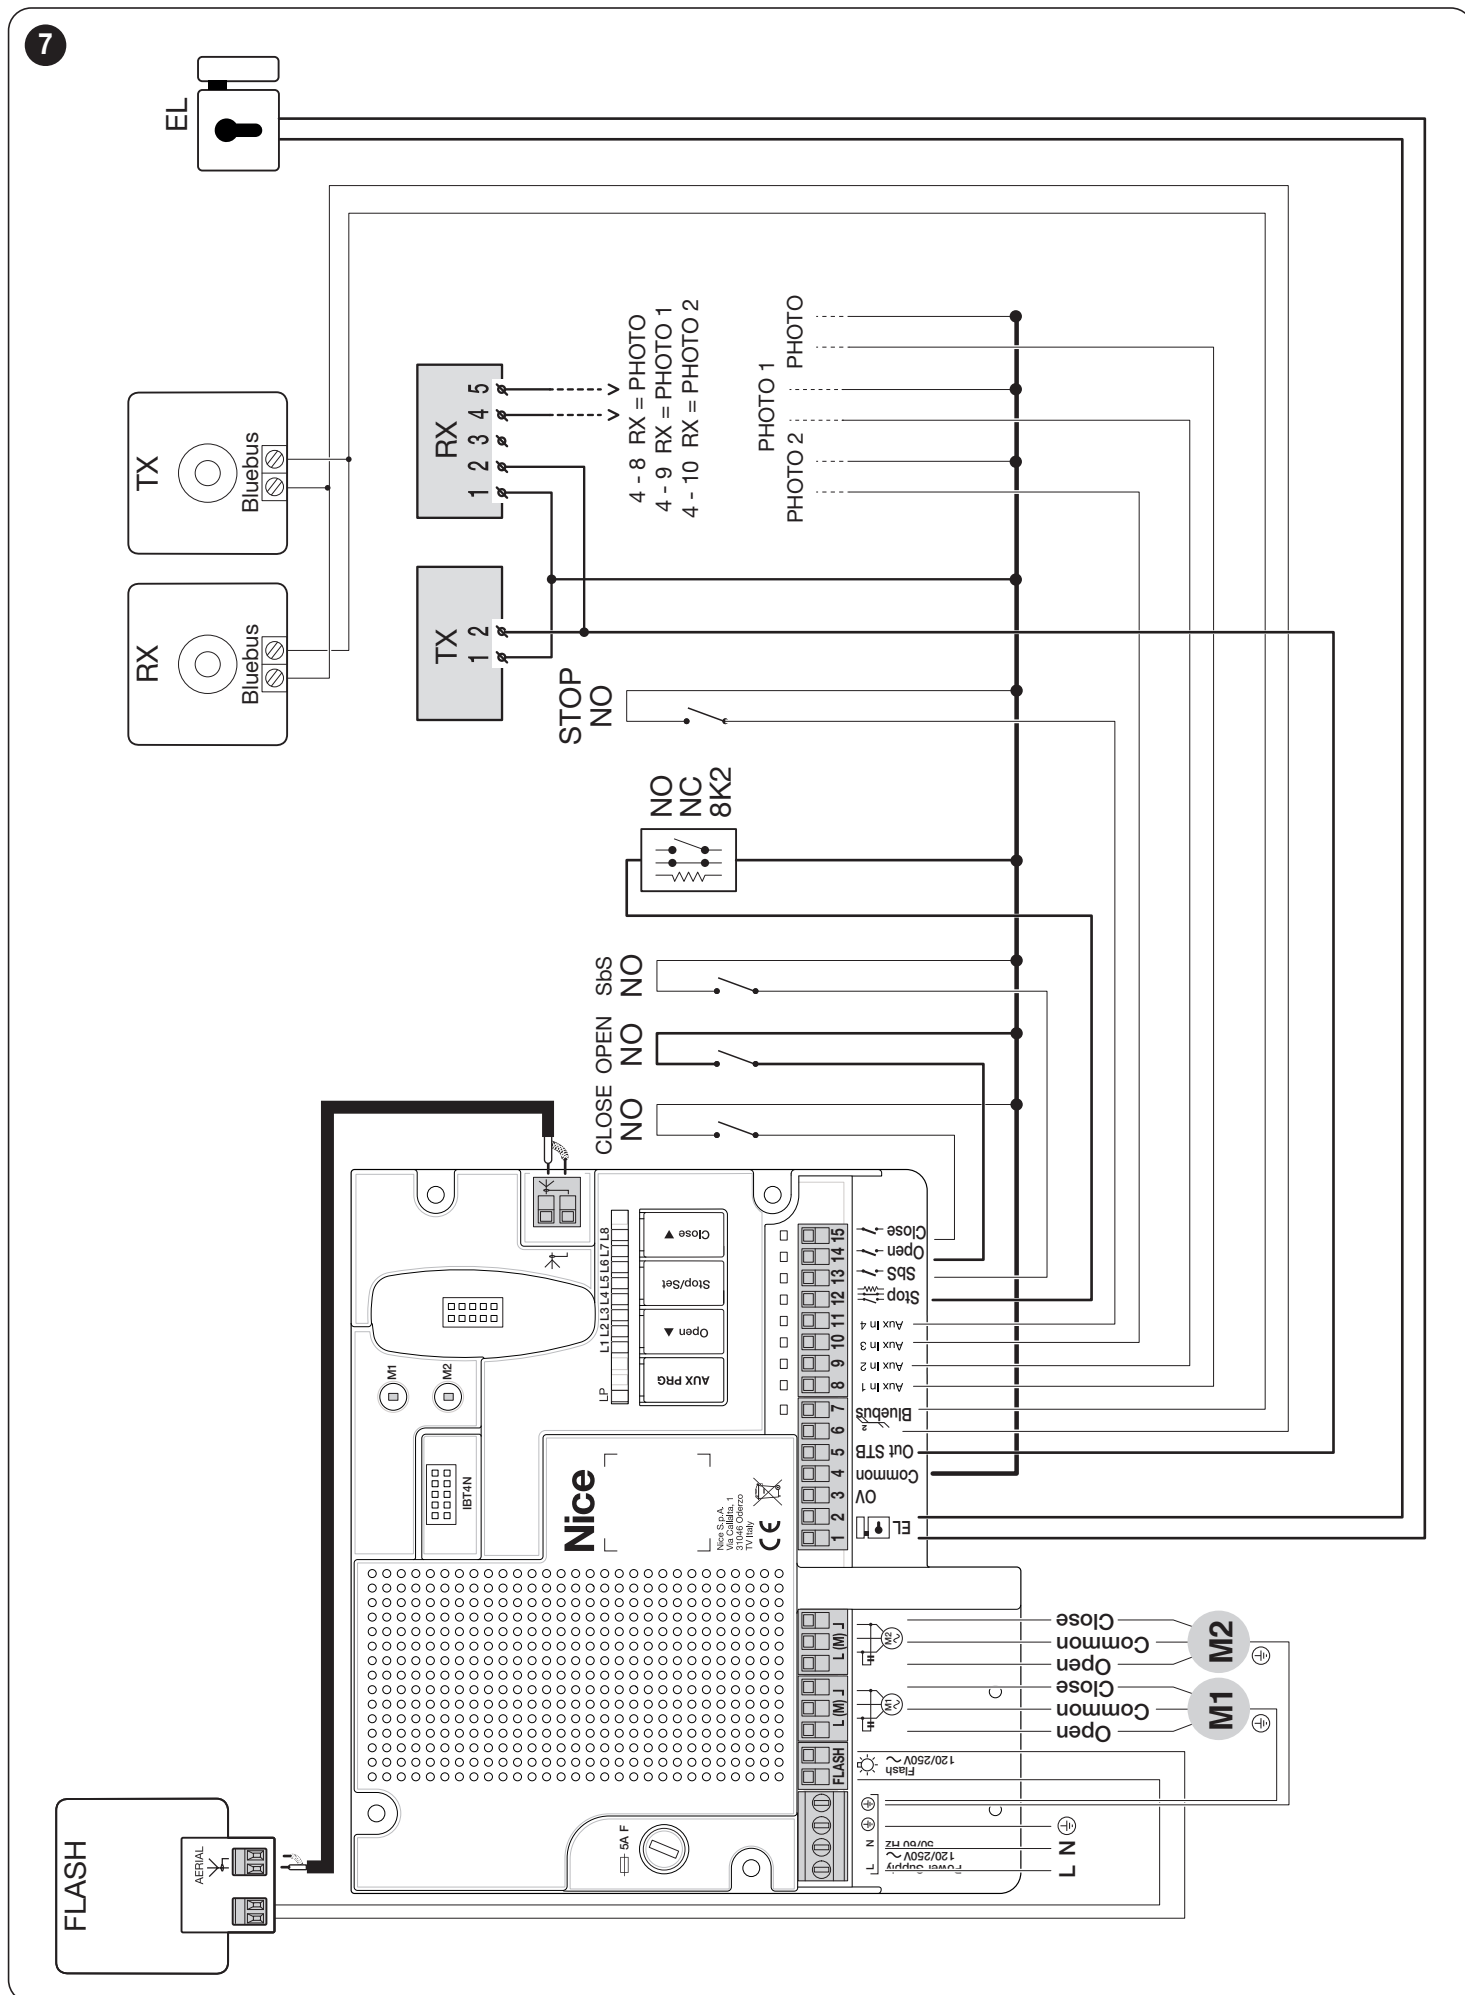 7
EL
TX
Bluebus
RX
Bluebus
RX
1 2 3 4 5
4 - 8 RX = PHOTO
4 - 9 RX = PHOTO 1
4 - 10 RX = PHOTO 2
PHOTO
PHOTO 1
PHOTO 2
TX
1 2
STOP
NO
NO
NC
8K2
SbS
NO
OPEN
NO
CLOSE
NO
L1 L2 L3 L4 L5 L6 L7 L8
LP
Close ▼
Stop/Set
Open ▲
AUX PRG
M1
M2
IBT4N
Nice
Nice S.p.A.
Via Callalta, 1
31046 Oderzo
TV Italy
CE
15 Close
14 Open
13 SbS
12 Stop
11 Aux In 4
10 Aux In 3
9 Aux In 2
8 Aux In 1
7 Bluebus
6
5 Out STB
4 Common
3 0V
2
1 EL
L (M)
M2
Close
Common
Open
M2
L (M)
M1
Close
Common
Open
M1
FLASH
Flash
120/250V ~
5A F
L N
Power Supply
120/250V ~
50/60 Hz
L N
FLASH
AERIAL